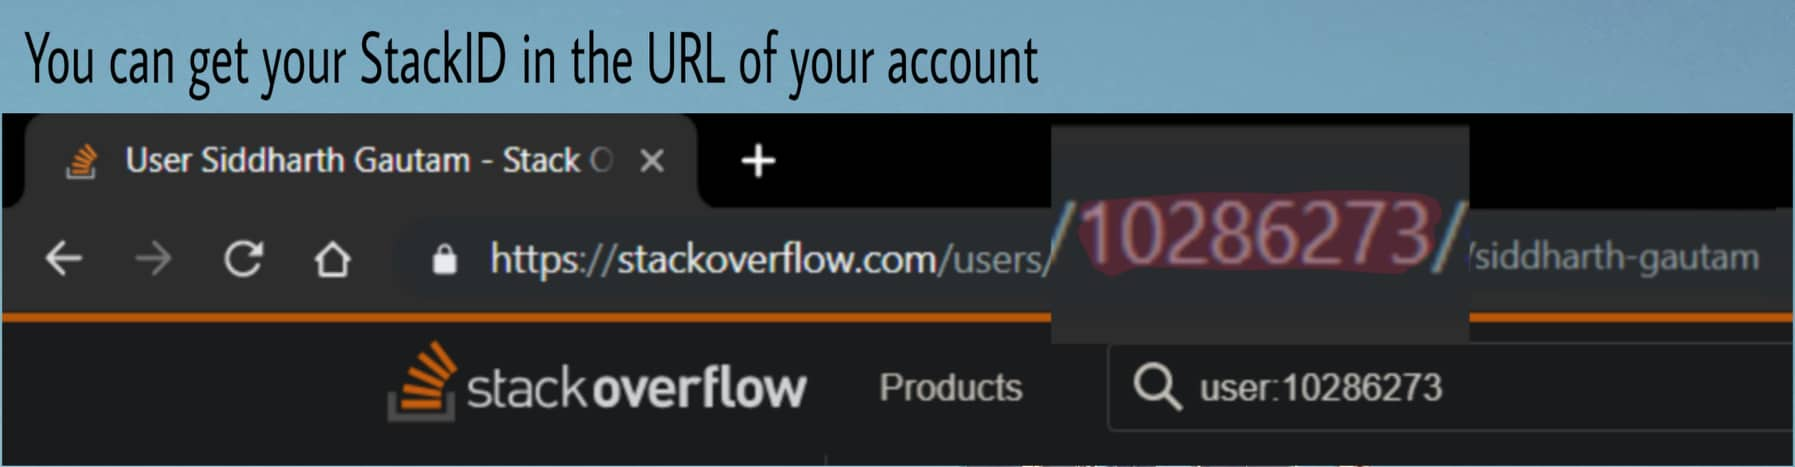 You can get your StackID in the URL of your account
User Siddharth Gautam - Stack O
https://stackoverflow.com/users/ /10286273/ /siddharth-gautam
stackoverflow Products user:10286273